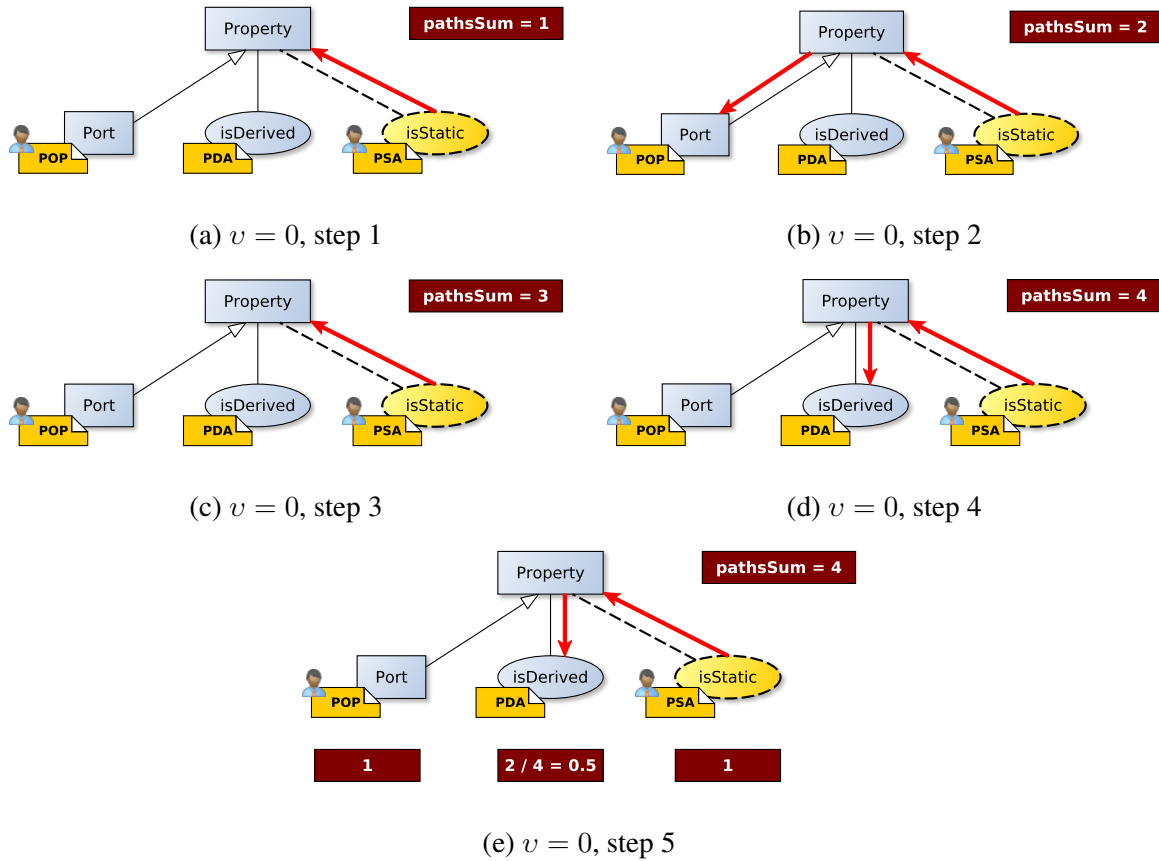 Property
pathsSum = 1
Port
isDerived
isStatic
POP
PDA
PSA
(a) υ = 0, step 1
Property
pathsSum = 2
Port
isDerived
isStatic
POP
PDA
PSA
(b) υ = 0, step 2
Property
pathsSum = 3
Port
isDerived
isStatic
POP
PDA
PSA
(c) υ = 0, step 3
Property
pathsSum = 4
Port
isDerived
isStatic
POP
PDA
PSA
(d) υ = 0, step 4
Property
pathsSum = 4
Port
isDerived
isStatic
POP
PDA
PSA
1
2 / 4 = 0.5
1
(e) υ = 0, step 5